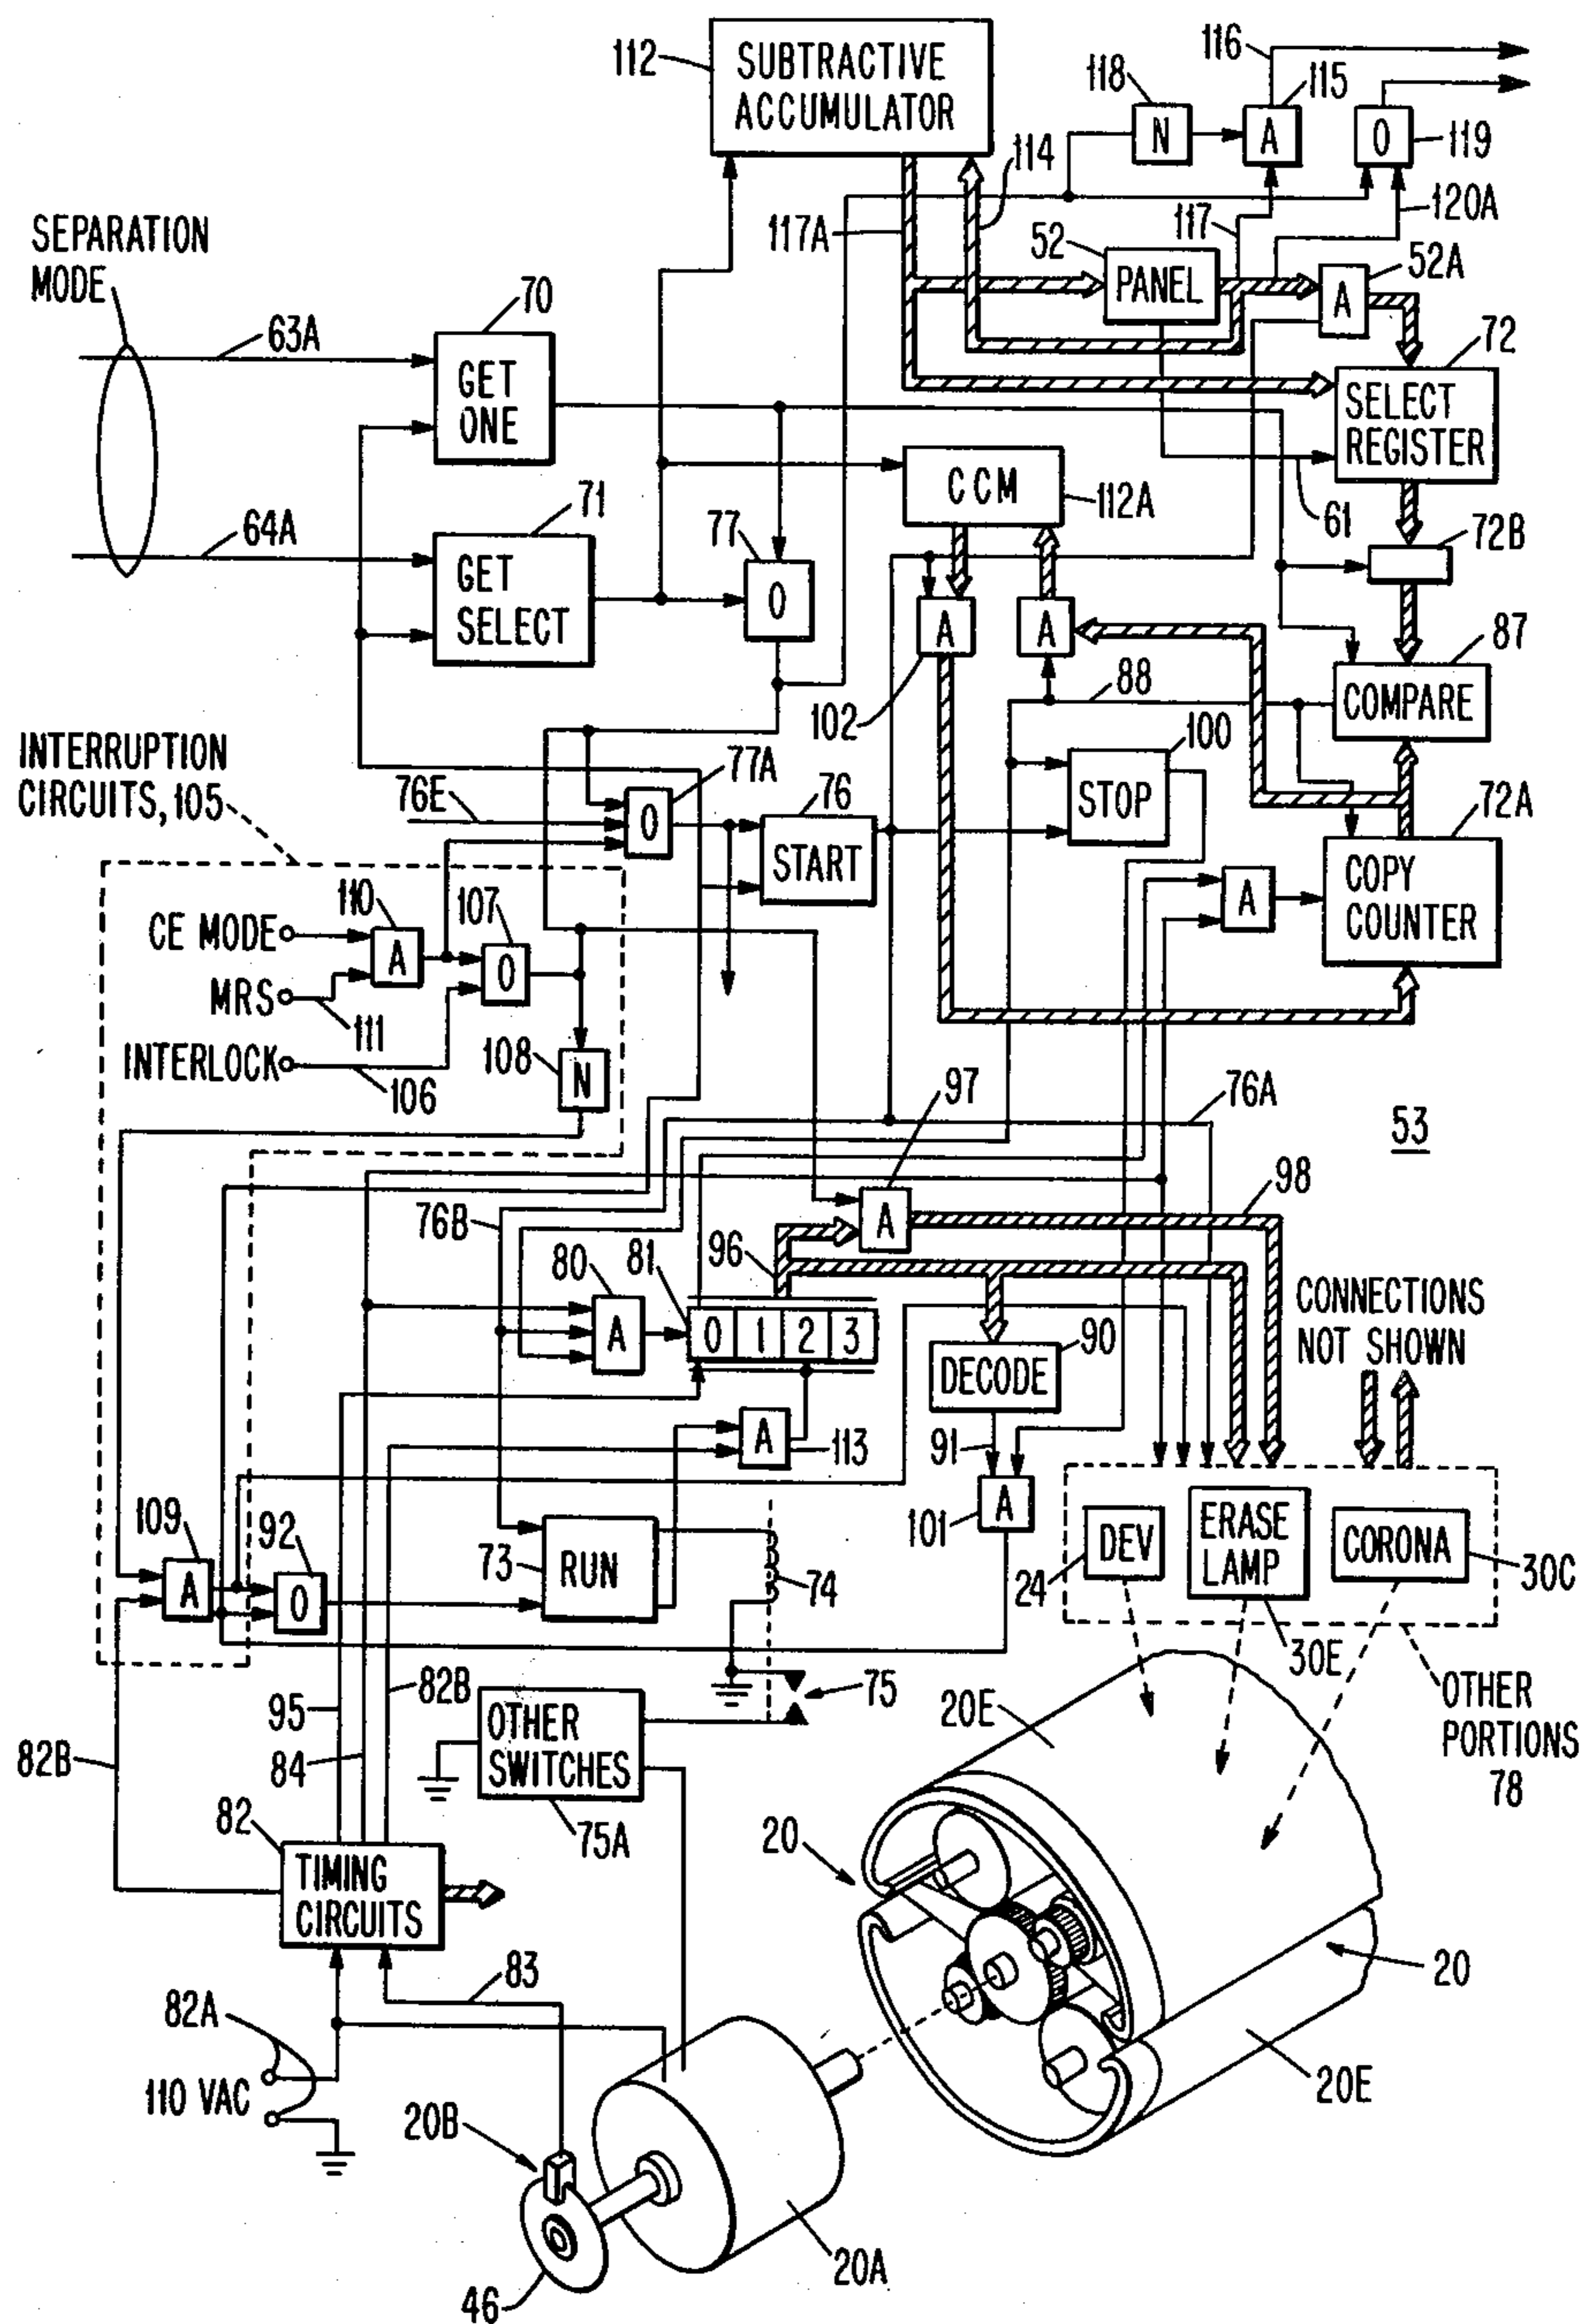 112
SUBTRACTIVE
ACCUMULATOR
116
118
115
N
A
O
119
114
117A
117
120A
SEPARATION
MODE
52
PANEL
52A
A
63A
70
GET
ONE
72
SELECT
REGISTER
CCM
112A
61
72B
64A
71
GET
SELECT
77
O
A
A
87
COMPARE
102
88
100
STOP
INTERRUPTION
CIRCUITS, 105
76E
77A
O
76
START
72A
COPY
COUNTER
A
CE MODE
110
A
107
O
MRS
111
INTERLOCK
106
108
N
97
76A
53
76B
A
98
96
80
A
81
0 1 2 3
90
DECODE
CONNECTIONS
NOT SHOWN
A
113
91
A
101
109
A
92
O
73
RUN
74
24
DEV
ERASE
LAMP
CORONA
30C
30E
95
84
82B
82B
OTHER
SWITCHES
75
75A
20E
OTHER
PORTIONS
78
82
TIMING
CIRCUITS
20
83
20
82A
110 VAC
20B
20E
20A
46